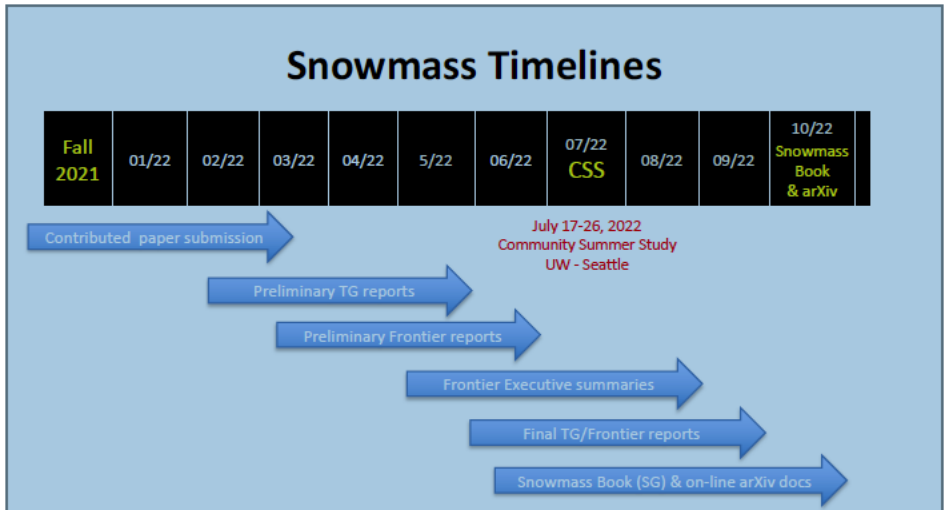 Snowmass Timelines
Fall
2021
01/22
02/22
03/22
04/22
5/22
06/22
07/22
CSS
08/22
09/22
10/22
Snowmass
Book
& arXiv
Contributed paper submission
July 17-26, 2022
Community Summer Study
UW - Seattle
Preliminary TG reports
Preliminary Frontier reports
Frontier Executive summaries
Final TG/Frontier reports
Snowmass Book (SG) & on-line arXiv docs